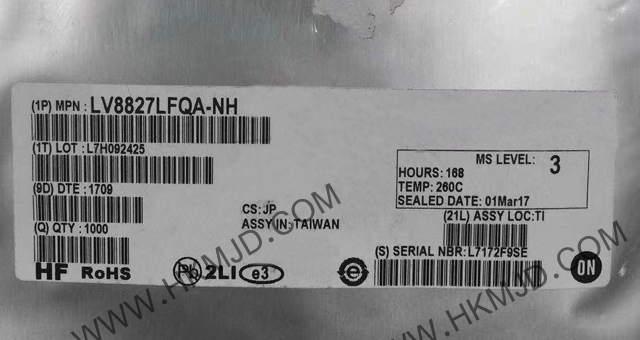 (1P) MPN : LV8827LFQA-NH
(1T) LOT : L7H092425
(9D) DTE : 1709
(Q) QTY : 1000
HF RoHS
Pb 2LI e3
CS: JP
ASSY IN: TAIWAN
MS LEVEL: 3
HOURS: 168
TEMP: 260C
SEALED DATE: 01Mar17
(21L) ASSY LOC:TI
(S) SERIAL NBR: L7172F9SE
e
ON
WWW.HKMJD.COM
WWW.HKMJD.COM
WWW.HKMJD.COM